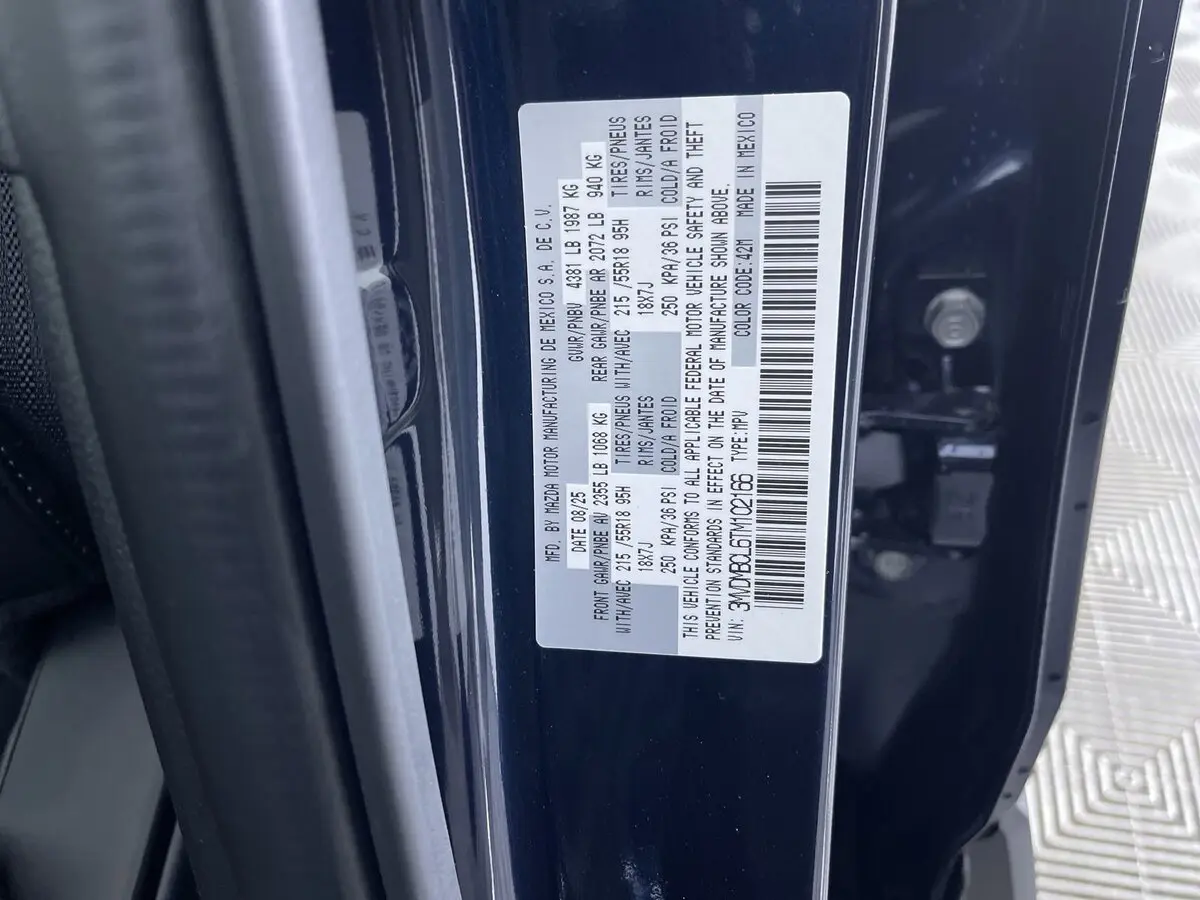 MFD. BY MAZDA MOTOR MANUFACTURING DE MEXICO S.A. DE C.V.
DATE 08/25 GVWR/PNBV 4381 LB 1987 KG
FRONT GAWR/PNBE AV 2355 LB 1068 KG REAR GAWR/PNBE AR 2072 LB 940 KG
WITH/AVEC 215 /55R18 95H TIRES/PNEUS WITH/AVEC 215 /55R18 95H TIRES/PNEUS
18X7J RIMS/JANTES 18X7J RIMS/JANTES
250 KPA/36 PSI COLD/A FROID 250 KPA/36 PSI COLD/A FROID
THIS VEHICLE CONFORMS TO ALL APPLICABLE FEDERAL MOTOR VEHICLE SAFETY AND THEFT
PREVENTION STANDARDS IN EFFECT ON THE DATE OF MANUFACTURE SHOWN ABOVE.
VIN: 3MVDMBCL6TM102166 TYPE:MPV COLOR CODE:42M MADE IN MEXICO